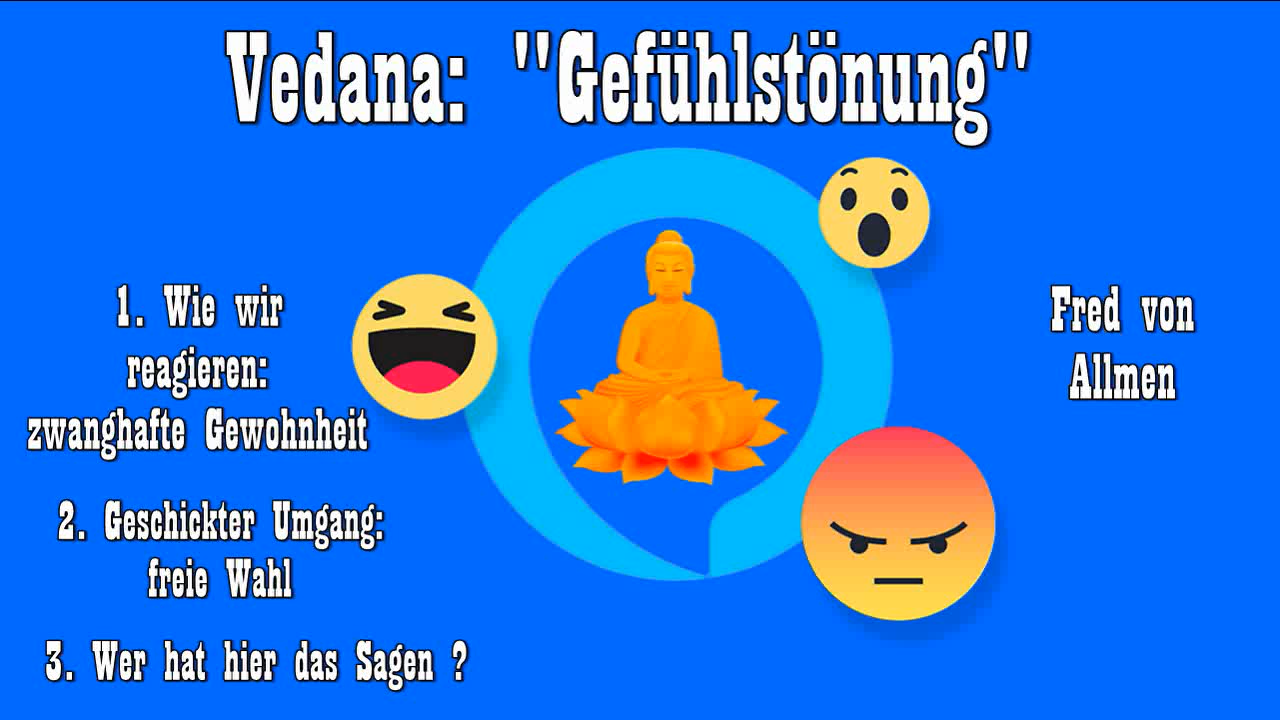 Vedana: "Gefühlstönung"
1. Wie wir
reagieren:
zwanghafte Gewohnheit
2. Geschickter Umgang:
freie Wahl
3. Wer hat hier das Sagen ?
Fred von
Allmen